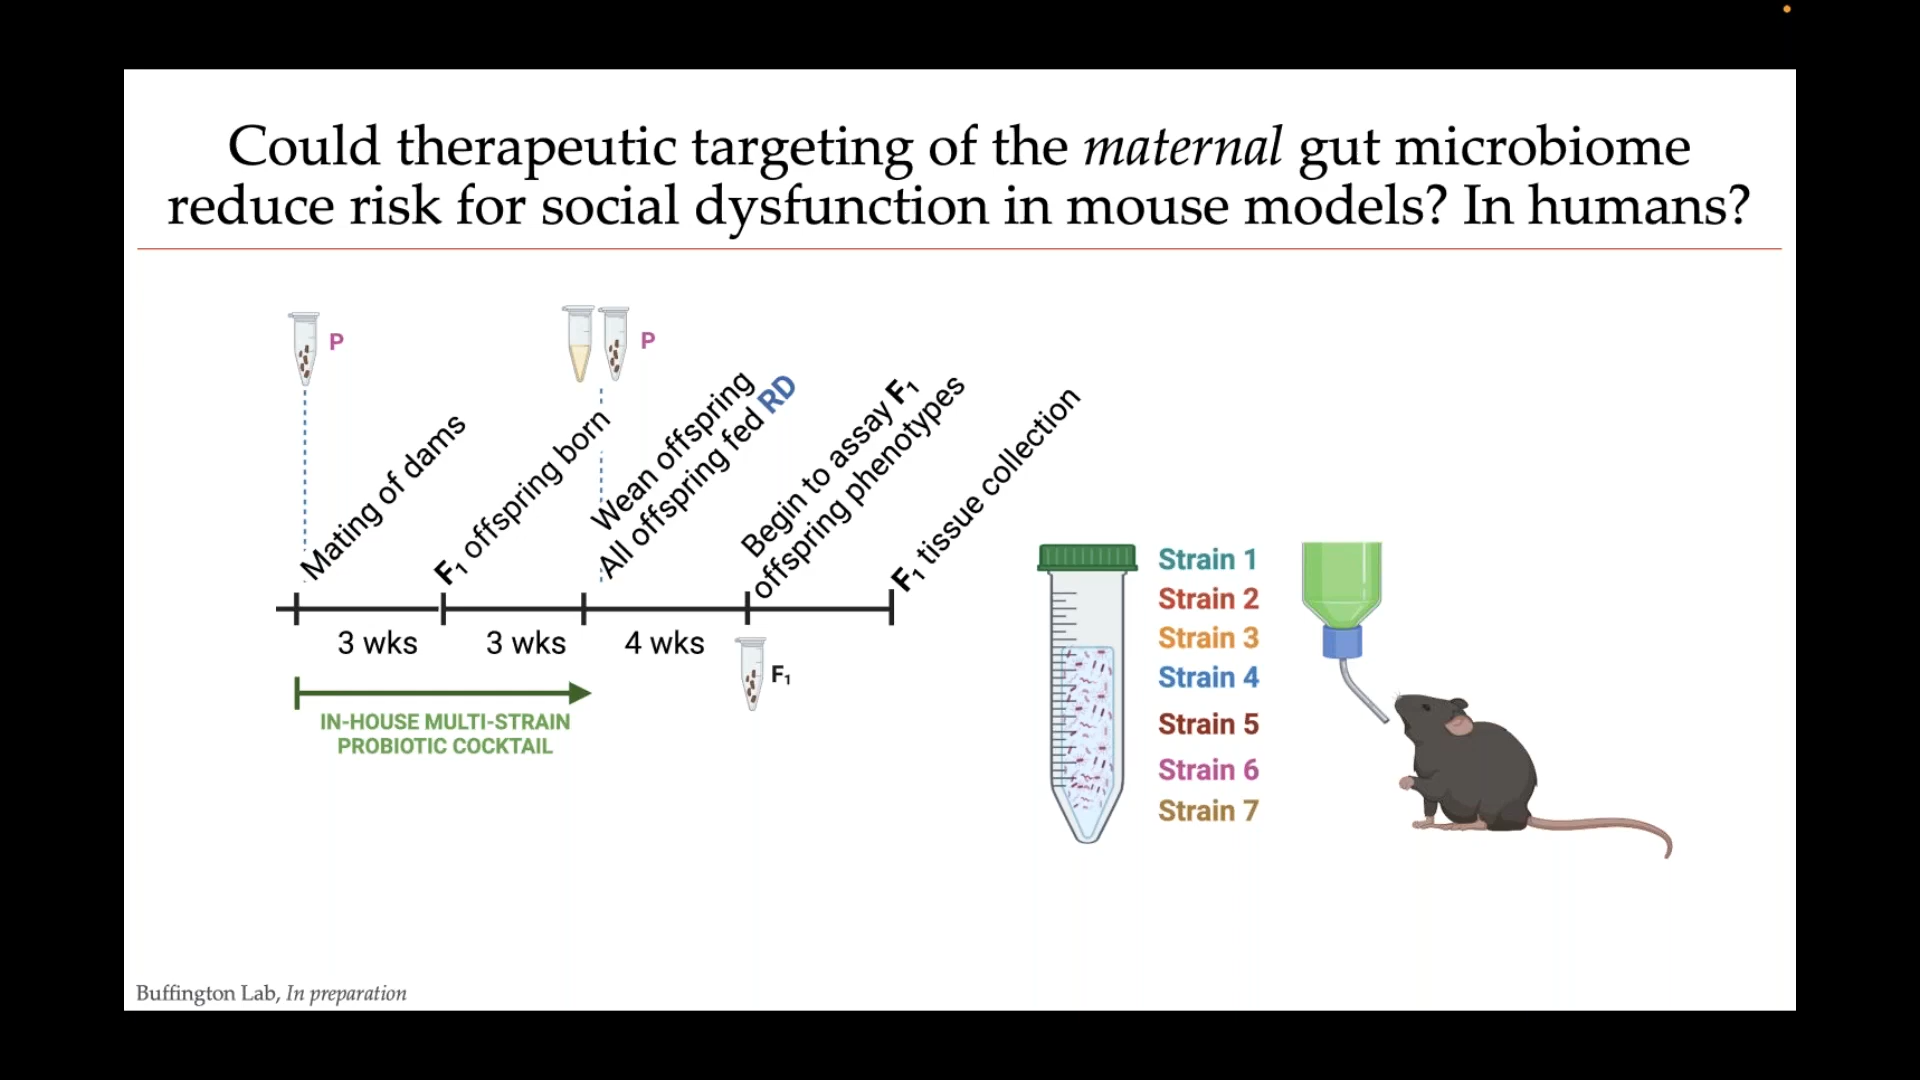 Could therapeutic targeting of the maternal gut microbiome
reduce risk for social dysfunction in mouse models? In humans?
P
P
Mating of dams
F₁ offspring born
Wean offspring
All offspring fed RD
Begin to assay F₁
offspring phenotypes
F₁ tissue collection
3 wks
3 wks
4 wks
F₁
IN-HOUSE MULTI-STRAIN
PROBIOTIC COCKTAIL
Strain 1
Strain 2
Strain 3
Strain 4
Strain 5
Strain 6
Strain 7
Buffington Lab, In preparation